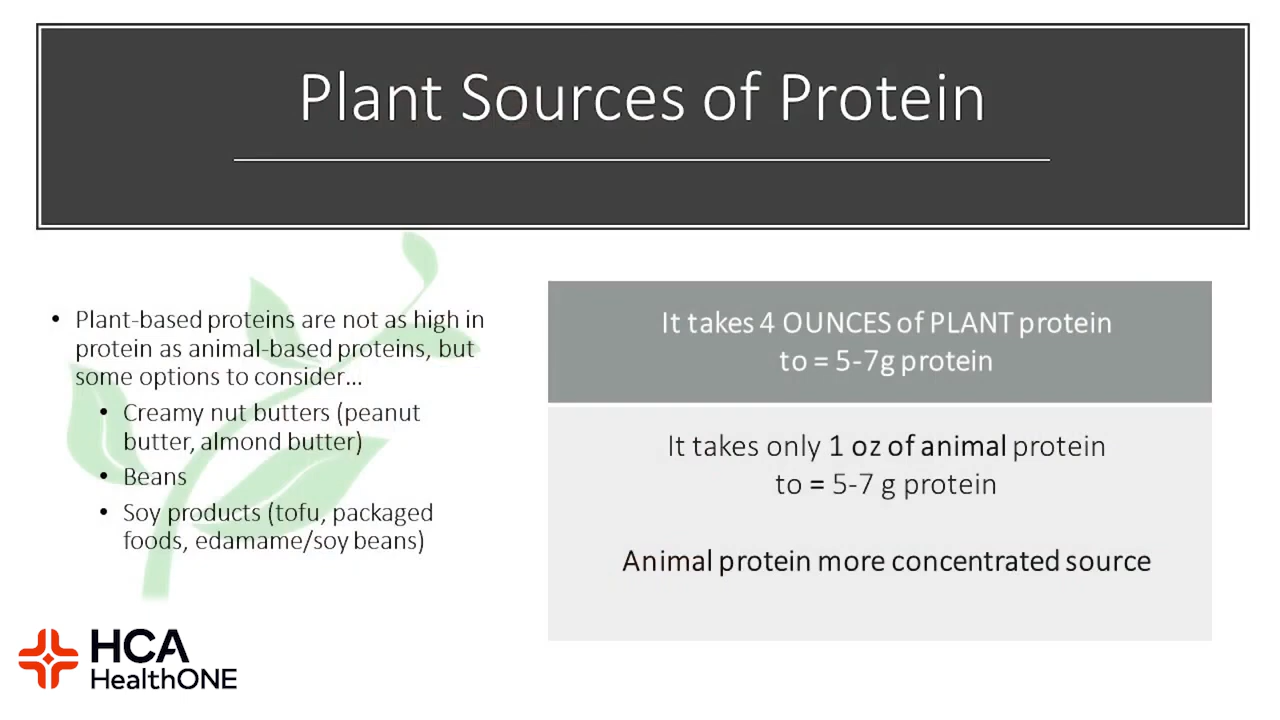 Plant Sources of Protein
• Plant-based proteins are not as high in
protein as animal-based proteins, but
some options to consider...
• Creamy nut butters (peanut
butter, almond butter)
• Beans
• Soy products (tofu, packaged
foods, edamame/soy beans)
It takes 4 OUNCES of PLANT protein
to = 5-7g protein
It takes only 1 oz of animal protein
to = 5-7 g protein
Animal protein more concentrated source
HCA
HealthONE